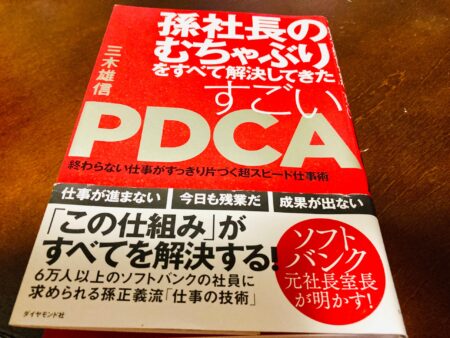 孫社長の
むちゃぶり
をすべて解決してきた
すごい
PDCA
三木雄信
終わらない仕事がすっきり片づく超スピード仕事術
仕事が進まない 今日も残業だ 成果が出ない
「この仕組み」が
すべてを解決する!
6万人以上のソフトバンクの社員に
求められる孫正義流「仕事の技術」
ソフト
バンク
元社長室長
が明かす!
ダイヤモンド社